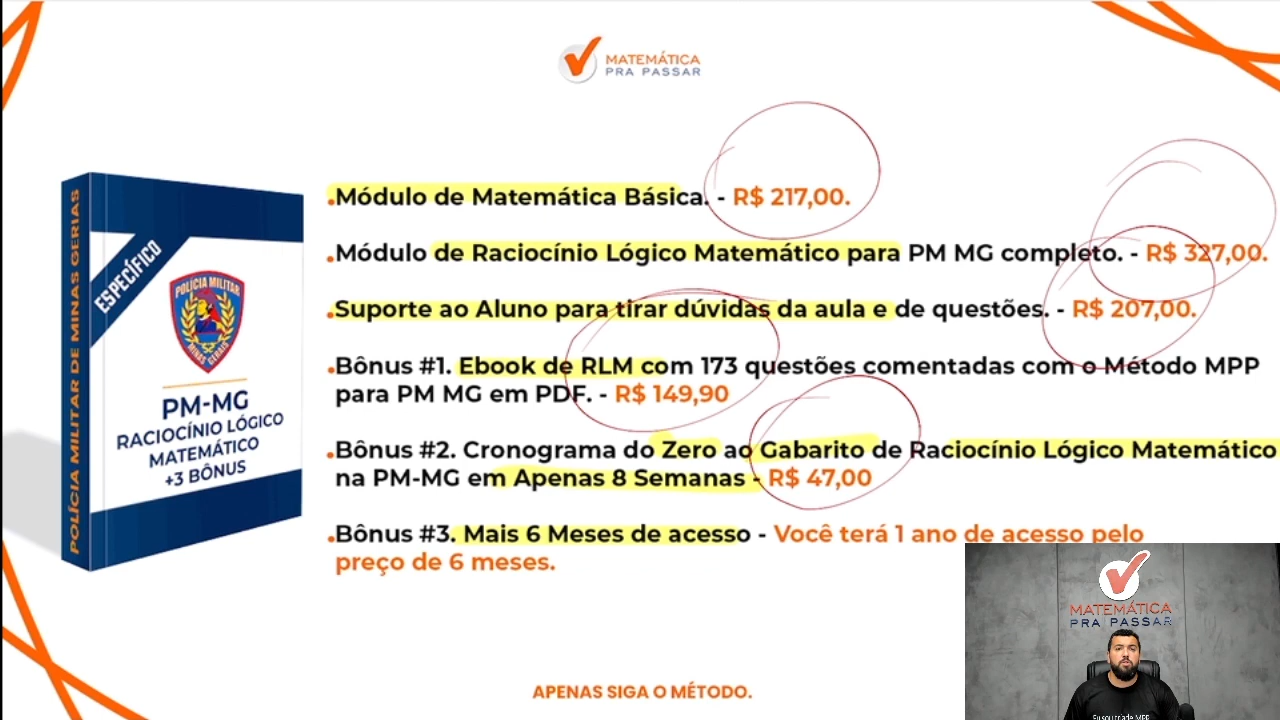 MATEMÁTICA
PRA PASSAR
.Módulo de Matemática Básica. - R$ 217,00.
.Módulo de Raciocínio Lógico Matemático para PM MG completo. - R$ 327,00.
.Suporte ao Aluno para tirar dúvidas da aula e de questões. - R$ 207,00.
.Bônus #1. Ebook de RLM com 173 questões comentadas com o Método MPP
para PM MG em PDF. - R$ 149,90
.Bônus #2. Cronograma do Zero ao Gabarito de Raciocínio Lógico Matemático
na PM-MG em Apenas 8 Semanas - R$ 47,00
.Bônus #3. Mais 6 Meses de acesso - Você terá 1 ano de acesso pelo
preço de 6 meses.
POLÍCIA MILITAR DE MINAS GERIAS
ESPECÍFICO
POLÍCIA MILITAR
MINAS GERAIS
PM-MG
RACIOCÍNIO LÓGICO
MATEMÁTICO
+3 BÔNUS
MATEMÁTICA
PRA PASSAR
Eu sou cria de MPP
APENAS SIGA O MÉTODO.